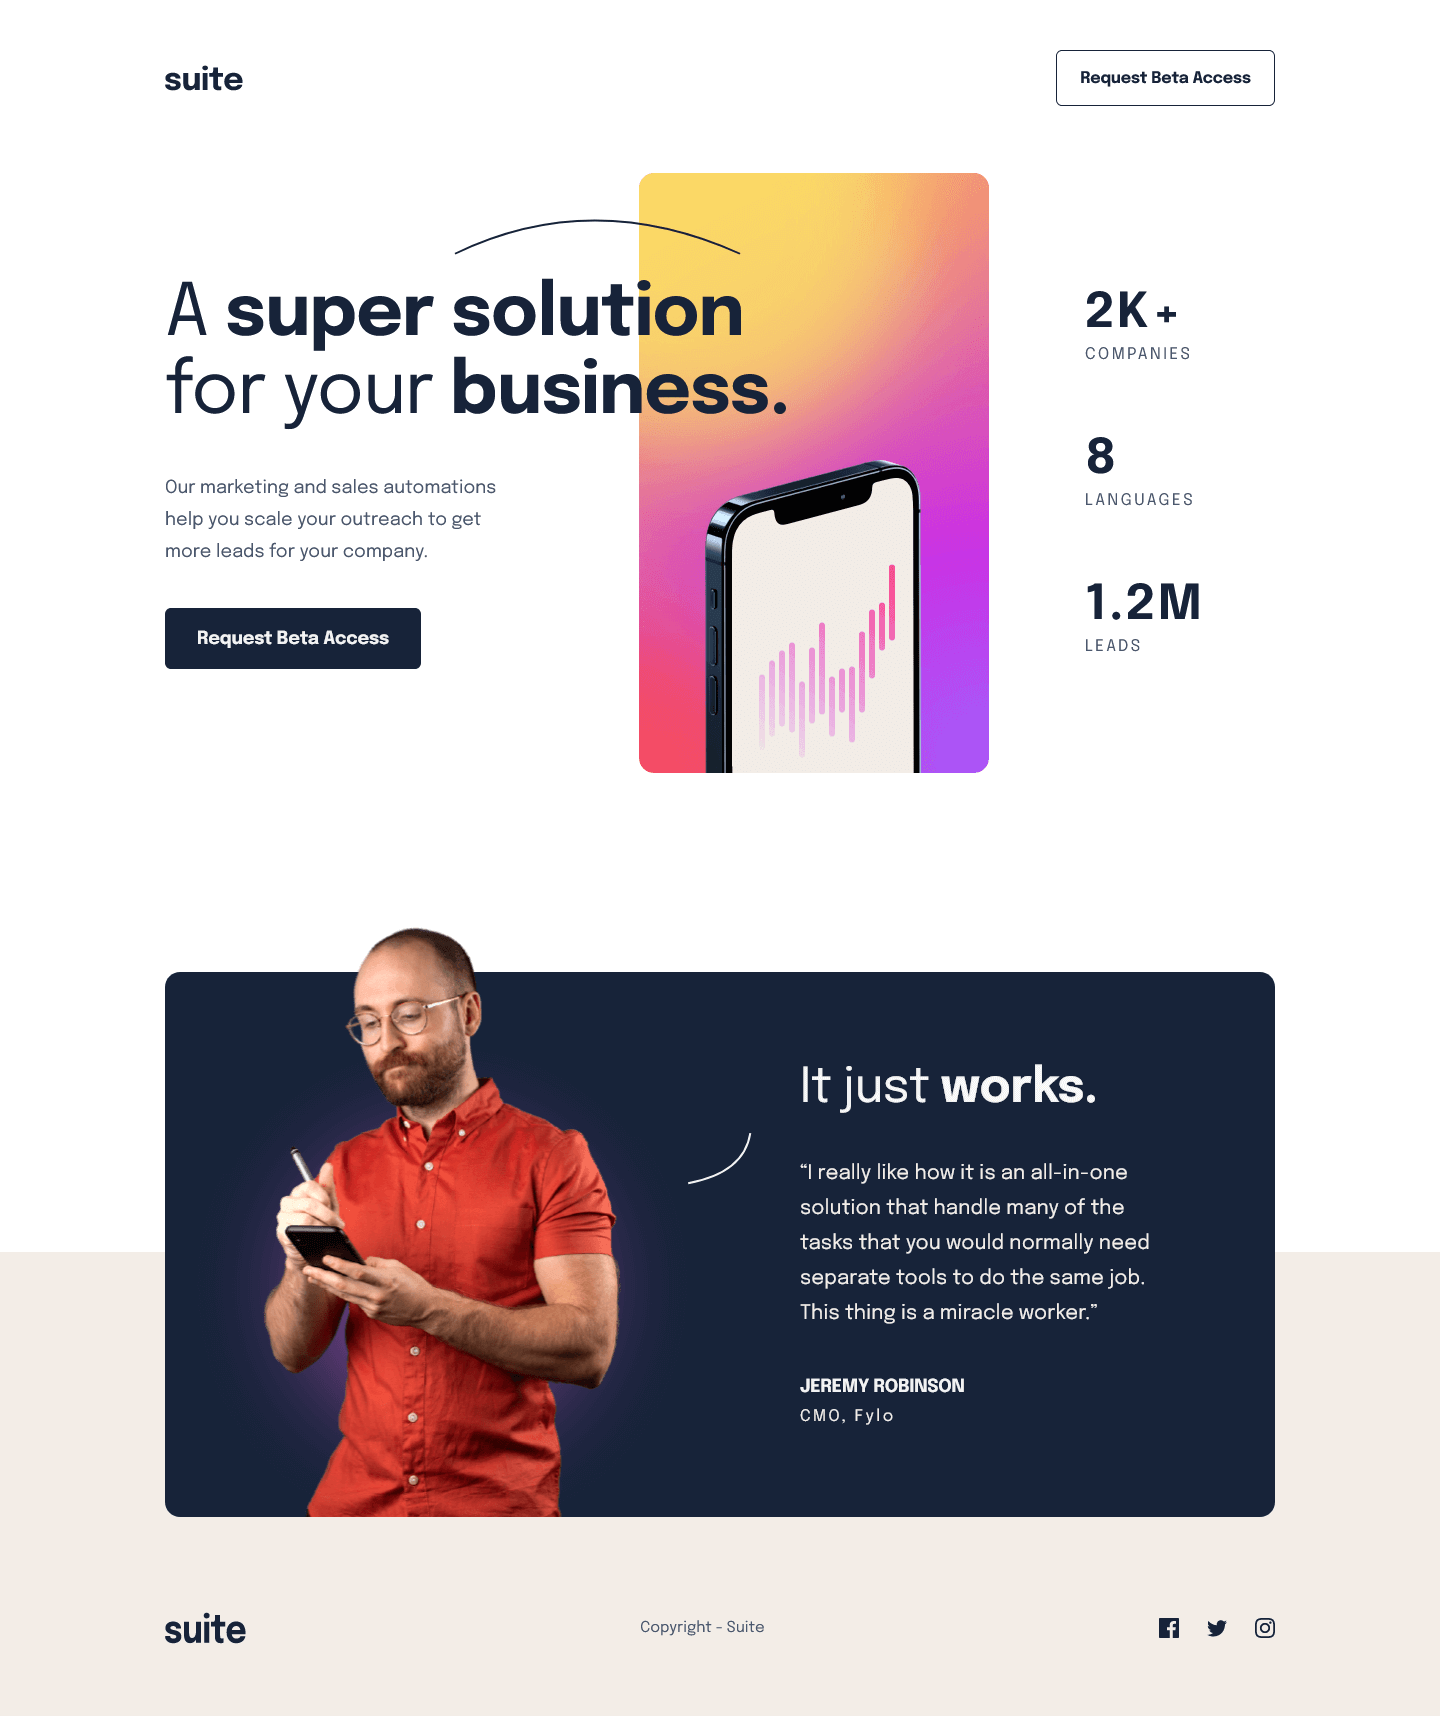 suite
Request Beta Access
A super solution
for your business.
Our marketing and sales automations
help you scale your outreach to get
more leads for your company.
Request Beta Access
2K+
COMPANIES
8
LANGUAGES
1.2M
LEADS
It just works.
“I really like how it is an all-in-one
solution that handle many of the
tasks that you would normally need
separate tools to do the same job.
This thing is a miracle worker.”
JEREMY ROBINSON
CMO, Fylo
suite
Copyright - Suite